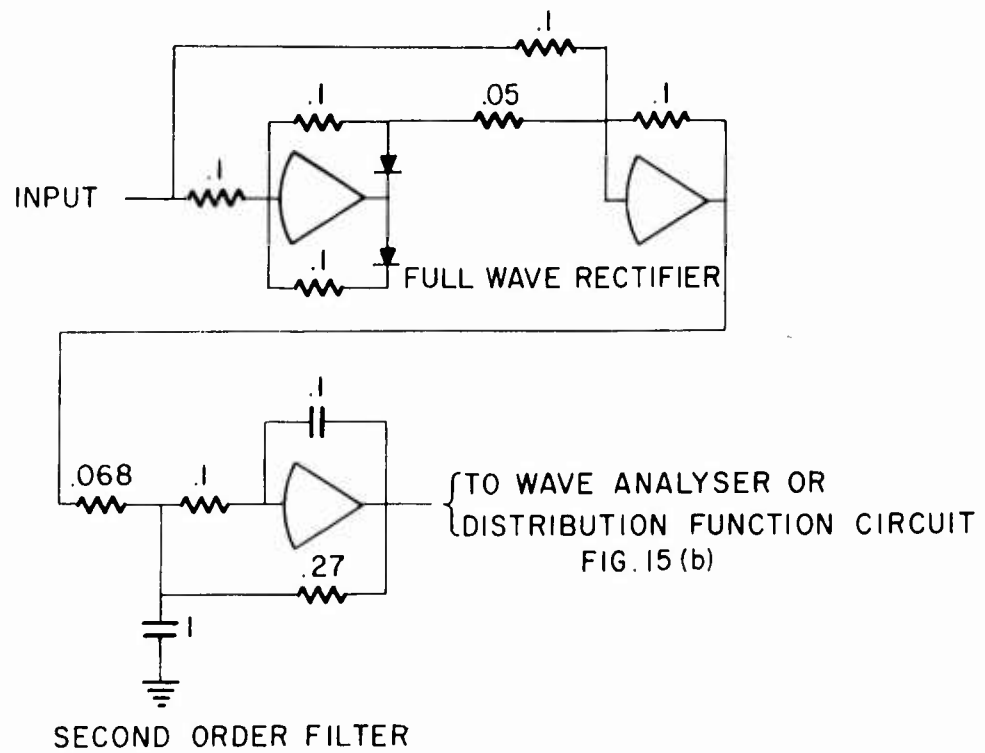 .1
.1
.05
.1
.1
INPUT
.1
FULL WAVE RECTIFIER
.1
.068
.1
TO WAVE ANALYSER OR
DISTRIBUTION FUNCTION CIRCUIT
FIG. 15 (b)
.27
1
SECOND ORDER FILTER